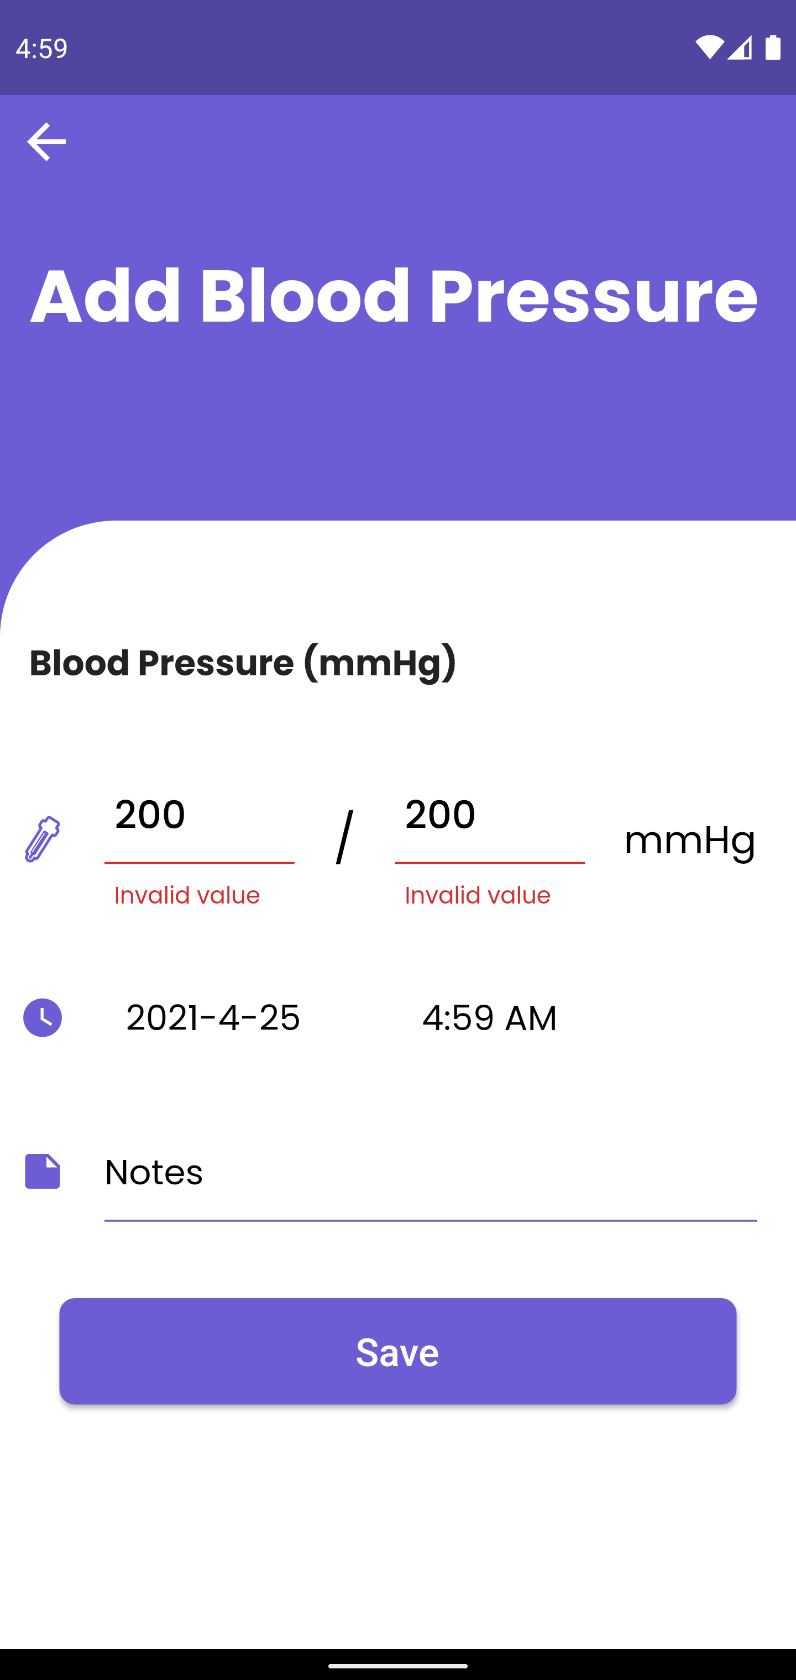 4:59
Add Blood Pressure
Blood Pressure (mmHg)
200 / 200 mmHg
Invalid value Invalid value
2021-4-25 4:59 AM
Notes
Save